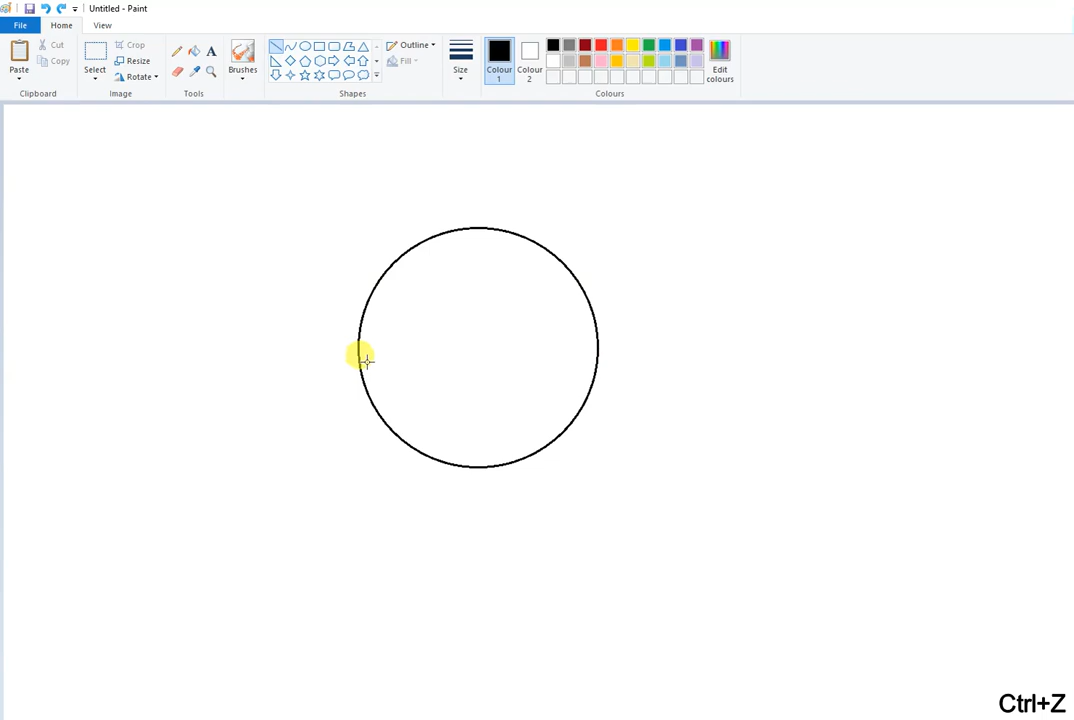 Untitled - Paint
File Home View
Paste
Cut
Copy
Clipboard
Select
Crop
Resize
Rotate
Image
A
Tools
Brushes
Outline
Fill
Shapes
Size
Colour
1
Colour
2
Edit
colours
Colours
Ctrl+Z